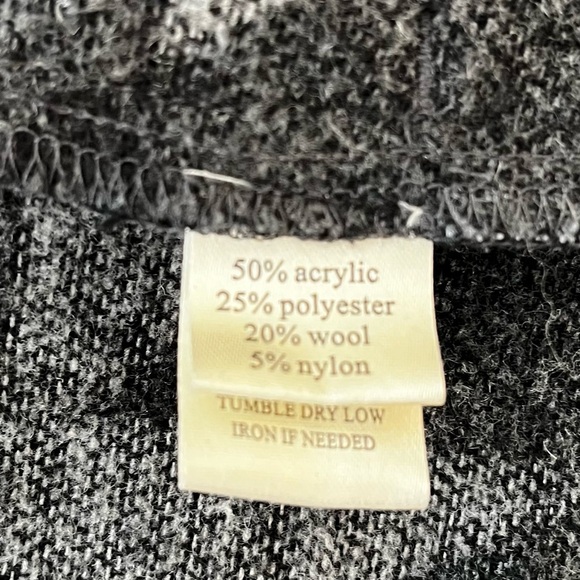 50% acrylic
25% polyester
20% wool
5% nylon
TUMBLE DRY LOW
IRON IF NEEDED